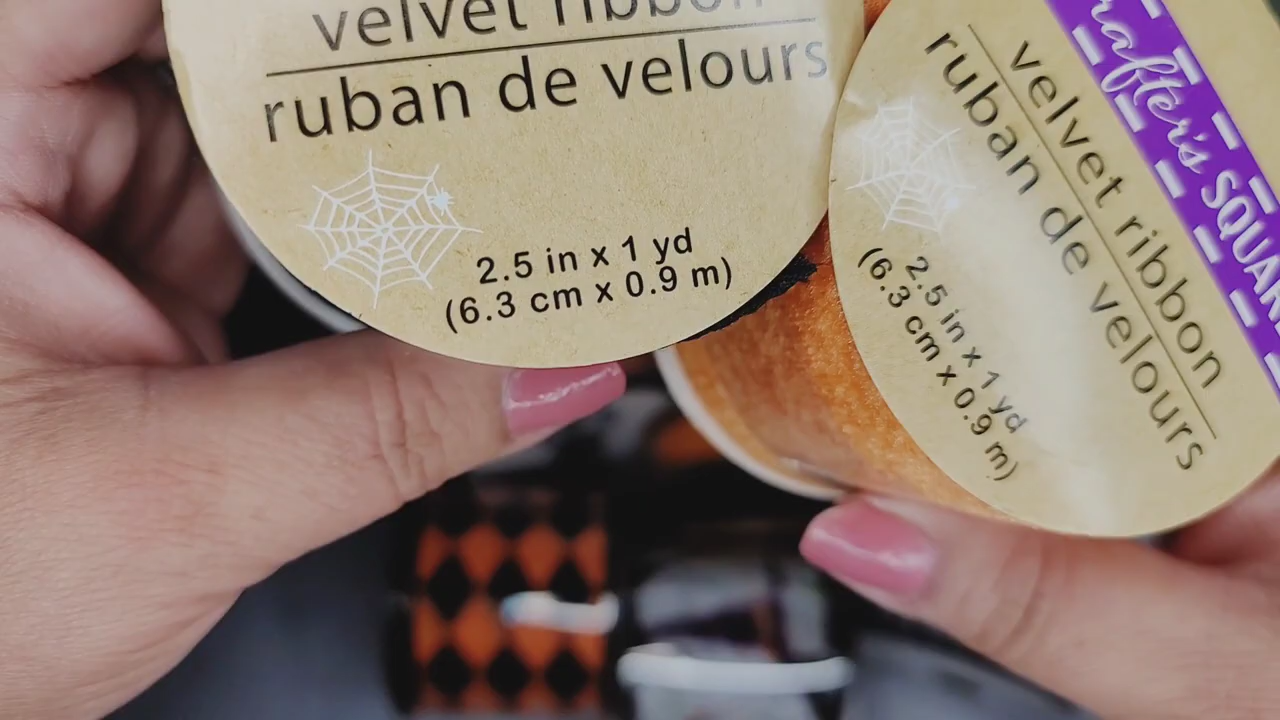 velvet ribbon
ruban de velours
2.5 in x 1 yd
(6.3 cm x 0.9 m)
rafter's SQUAR
velvet ribbon
ruban de velours
2.5 in x 1 yd
(6.3 cm x 0.9 m)